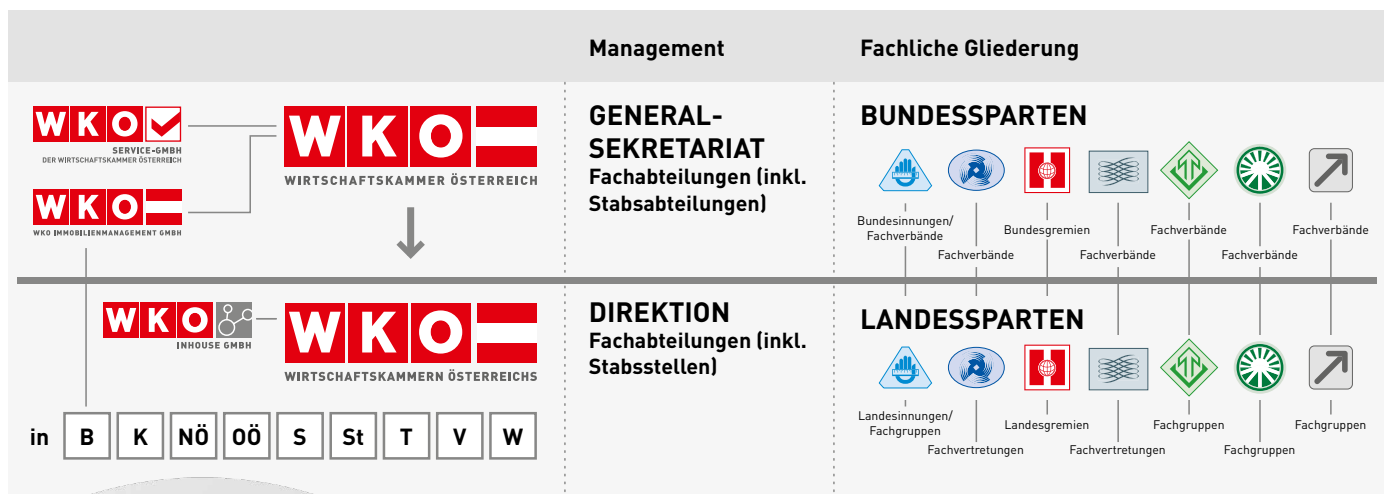 Management
Fachliche Gliederung
WKO
SERVICE-GMBH
DER WIRTSCHAFTSKAMMER ÖSTERREICH
WKO
WIRTSCHAFTSKAMMER ÖSTERREICH
WKO
WKO IMMOBILIENMANAGEMENT GMBH
GENERAL-
SEKRETARIAT
Fachabteilungen (inkl.
Stabsabteilungen)
BUNDESSPARTEN
Bundesinnungen/
Fachverbände
Fachverbände
Bundesgremien
Fachverbände
Fachverbände
Fachverbände
Fachverbände
WKO
INHOUSE GMBH
WKO
WIRTSCHAFTSKAMMERN ÖSTERREICHS
in B K NÖ OÖ S St T V W
DIREKTION
Fachabteilungen (inkl.
Stabsstellen)
LANDESSPARTEN
Landesinnungen/
Fachgruppen
Fachvertretungen
Landesgremien
Fachvertretungen
Fachgruppen
Fachgruppen
Fachgruppen